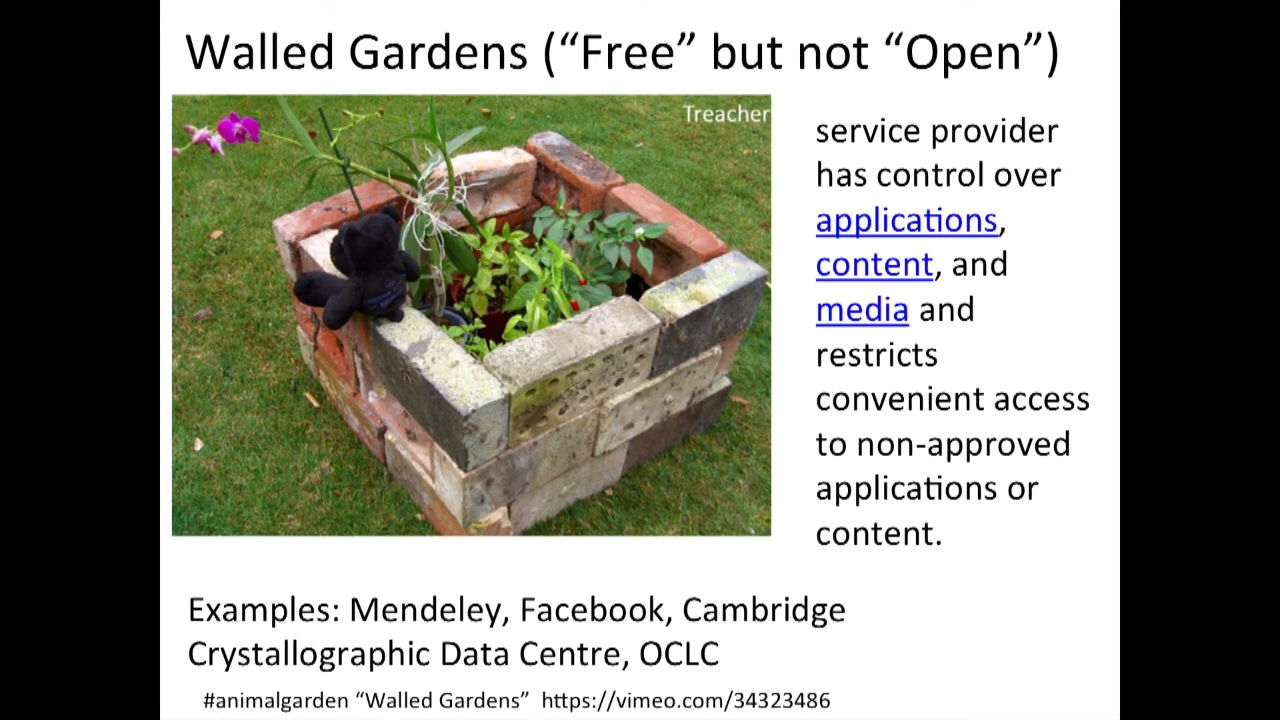 Walled Gardens (“Free” but not “Open”)
Treacher
service provider
has control over
applications,
content, and
media and
restricts
convenient access
to non-approved
applications or
content.
Examples: Mendeley, Facebook, Cambridge
Crystallographic Data Centre, OCLC
#animalgarden “Walled Gardens” https://vimeo.com/34323486